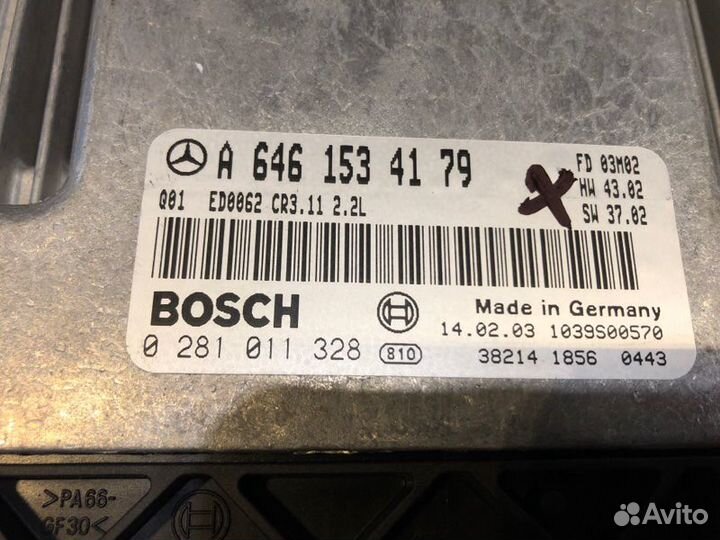 A 646 153 41 79
FD 03M02
HW 43.02
SW 37.02
Q01 ED0062 CR3.11 2.2L
BOSCH
Made in Germany
14.02.03 1039S00570
0 281 011 328 810
38214 1856 0443
>PA66-
GF30<
Avito